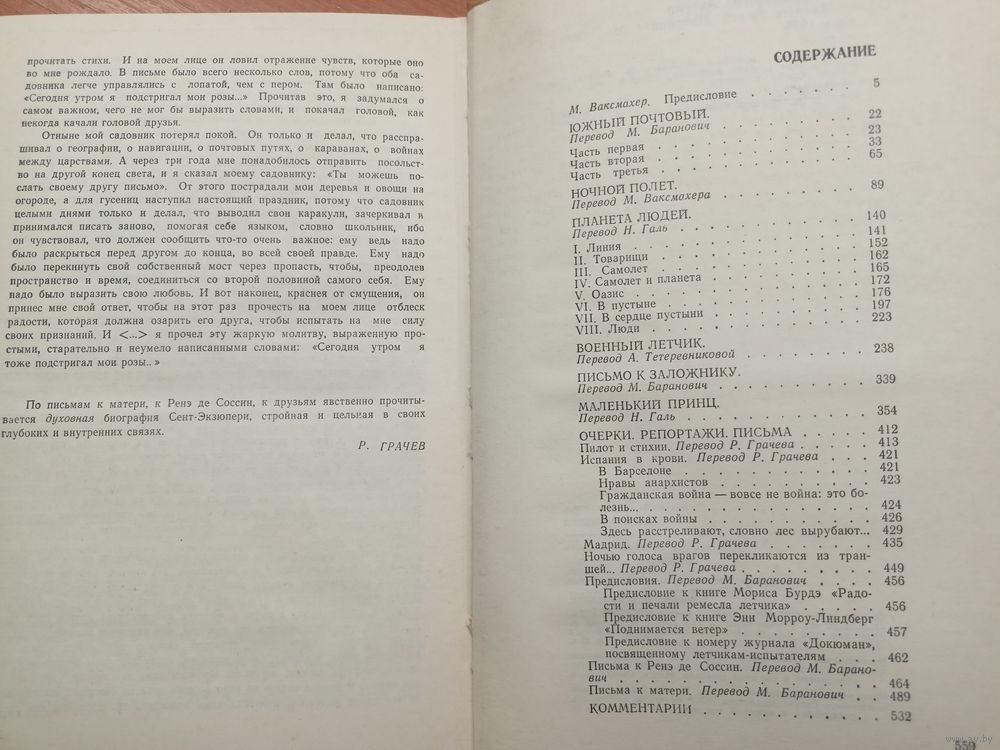 прочитать стихи. И на моем лице он ловил отражение чувств, которые оно
во мне рождало. В письме было всего несколько слов, потому что оба са-
довника легче управлялись с лопатой, чем с пером. Там было написано:
«Сегодня утром я подстригал мои розы...» Прочитав это, я задумался о
самом важном, чего не мог бы выразить словами, и покачал головой, как
некогда качали головой друзья.
Отныне мой садовник потерял покой. Он только и делал, что расспра-
шивал о географии, о навигации, о почтовых путях, о караванах, о войнах
между царствами. А через три года мне понадобилось отправить посольст-
во на другой конец света, и я сказал моему садовнику: «Ты можешь по-
слать своему другу письмо». От этого пострадали мои деревья и овощи на
огороде, а для гусениц наступил настоящий праздник, потому что садовник
целыми днями только и делал, что выводил свои каракули, зачеркивал и
принимался писать заново, помогая себе языком, словно школьник, ибо
он чувствовал, что должен сообщить что-то очень важное: ему ведь надо
было раскрыться перед другом до конца, во всей своей правде. Ему надо
было перекинуть свой собственный мост через пропасть, чтобы, преодолев
пространство и время, соединиться со второй половиной самого себя. Ему
надо было выразить свою любовь. И вот наконец, краснея от смущения, он
принес мне свой ответ, чтобы на этот раз прочесть на моем лице отблеск
радости, которая должна озарить его друга, чтобы испытать на мне силу
своих признаний. И <...> я прочел эту жаркую молитву, выраженную про-
стыми, старательно и неумело написанными словами: «Сегодня утром я
тоже подстригал мои розы.. »
По письмам к матери, к Ренэ де Соссин, к друзьям явственно прочиты-
вается духовная биография Сент-Экзюпери, стройная и цельная в своих
глубоких и внутренних связях.
Р. ГРАЧЕВ
СОДЕРЖАНИЕ
М. Ваксмахер. Предисловие . . . . . . . 5
ЮЖНЫЙ ПОЧТОВЫЙ.
Перевод М. Баранович . . . . . . . . 22
Часть первая . . . . . . . . . . . 23
Часть вторая . . . . . . . . . . . 33
Часть третья . . . . . . . . . . . 65
НОЧНОЙ ПОЛЕТ.
Перевод М. Ваксмахера . . . . . . . . 89
ПЛАНЕТА ЛЮДЕЙ.
Перевод Н. Галь . . . . . . . . . . 140
I. Линия . . . . . . . . . . . . 141
II. Товарищи . . . . . . . . . . . 152
III. Самолет . . . . . . . . . . . 162
IV. Самолет и планета . . . . . . . . 165
V. Оазис . . . . . . . . . . . . 172
VI. В пустыне . . . . . . . . . . . 176
VII. В сердце пустыни . . . . . . . . 197
VIII. Люди . . . . . . . . . . . . 223
ВОЕННЫЙ ЛЕТЧИК.
Перевод А. Тетеревниковой . . . . . . . 238
ПИСЬМО К ЗАЛОЖНИКУ.
Перевод М. Баранович . . . . . . . . 339
МАЛЕНЬКИЙ ПРИНЦ.
Перевод Н. Галь . . . . . . . . . . 354
ОЧЕРКИ. РЕПОРТАЖИ. ПИСЬМА . . . . . 412
Пилот и стихии. Перевод Р. Грачева . . . . 413
Испания в крови. Перевод Р. Грачева . . . . 421
В Барселоне . . . . . . . . . . . 421
Нравы анархистов . . . . . . . . . 423
Гражданская война — вовсе не война: это бо-
лезнь... . . . . . . . . . . . . 424
В поисках войны . . . . . . . . . . 426
Здесь расстреливают, словно лес вырубают... 429
Мадрид. Перевод Р. Грачева . . . . . . . 435
Ночью голоса врагов перекликаются из тран-
шей... Перевод Р. Грачева . . . . . . . 449
Предисловия. Перевод М. Баранович . . . . 456
Предисловие к книге Мориса Бурдэ «Радо-
сти и печали ремесла летчика» . . . . . 456
Предисловие к книге Энн Морроу-Линдберг
«Поднимается ветер» . . . . . . . . 457
Предисловие к номеру журнала «Докюман»,
посвященному летчикам-испытателям . . . 462
Письма к Ренэ де Соссин. Перевод М. Барано-
вич . . . . . . . . . . . . . 464
Письма к матери. Перевод М. Баранович . . 489
КОММЕНТАРИИ . . . . . . . . . . 532
559
www.ay.by